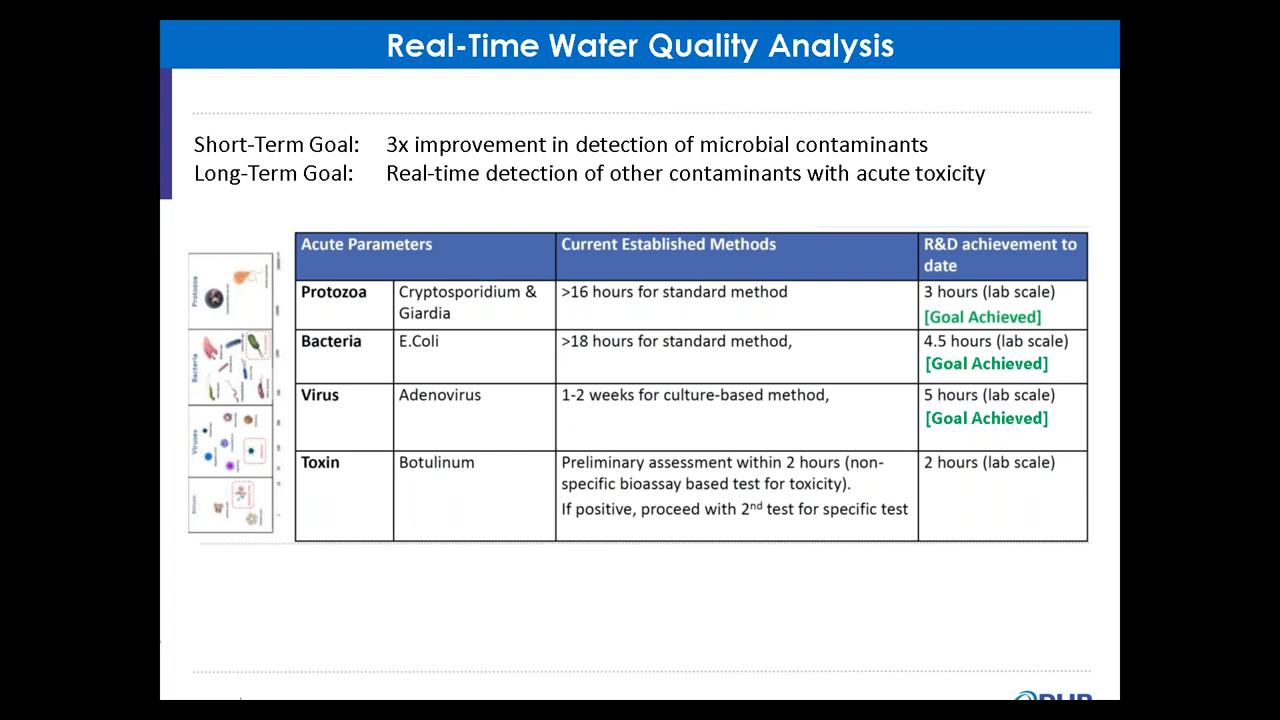 Real-Time Water Quality Analysis
Short-Term Goal: 3x improvement in detection of microbial contaminants
Long-Term Goal: Real-time detection of other contaminants with acute toxicity
Acute Parameters Current Established Methods R&D achievement to
date
Protozoa Cryptosporidium & >16 hours for standard method 3 hours (lab scale)
Giardia [Goal Achieved]
Bacteria E.Coli >18 hours for standard method, 4.5 hours (lab scale)
[Goal Achieved]
Virus Adenovirus 1-2 weeks for culture-based method, 5 hours (lab scale)
[Goal Achieved]
Toxin Botulinum Preliminary assessment within 2 hours (non- 2 hours (lab scale)
specific bioassay based test for toxicity).
If positive, proceed with 2nd test for specific test
Protozoa
Bacteria
Viruses